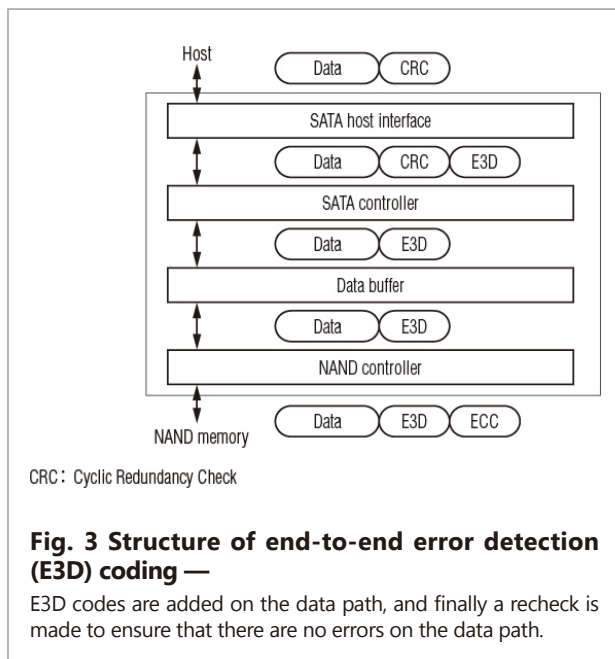 Host
Data CRC
SATA host interface
Data CRC E3D
SATA controller
Data E3D
Data buffer
Data E3D
NAND controller
NAND memory
Data E3D ECC
CRC: Cyclic Redundancy Check
Fig. 3 Structure of end-to-end error detection
(E3D) coding —
E3D codes are added on the data path, and finally a recheck is
made to ensure that there are no errors on the data path.